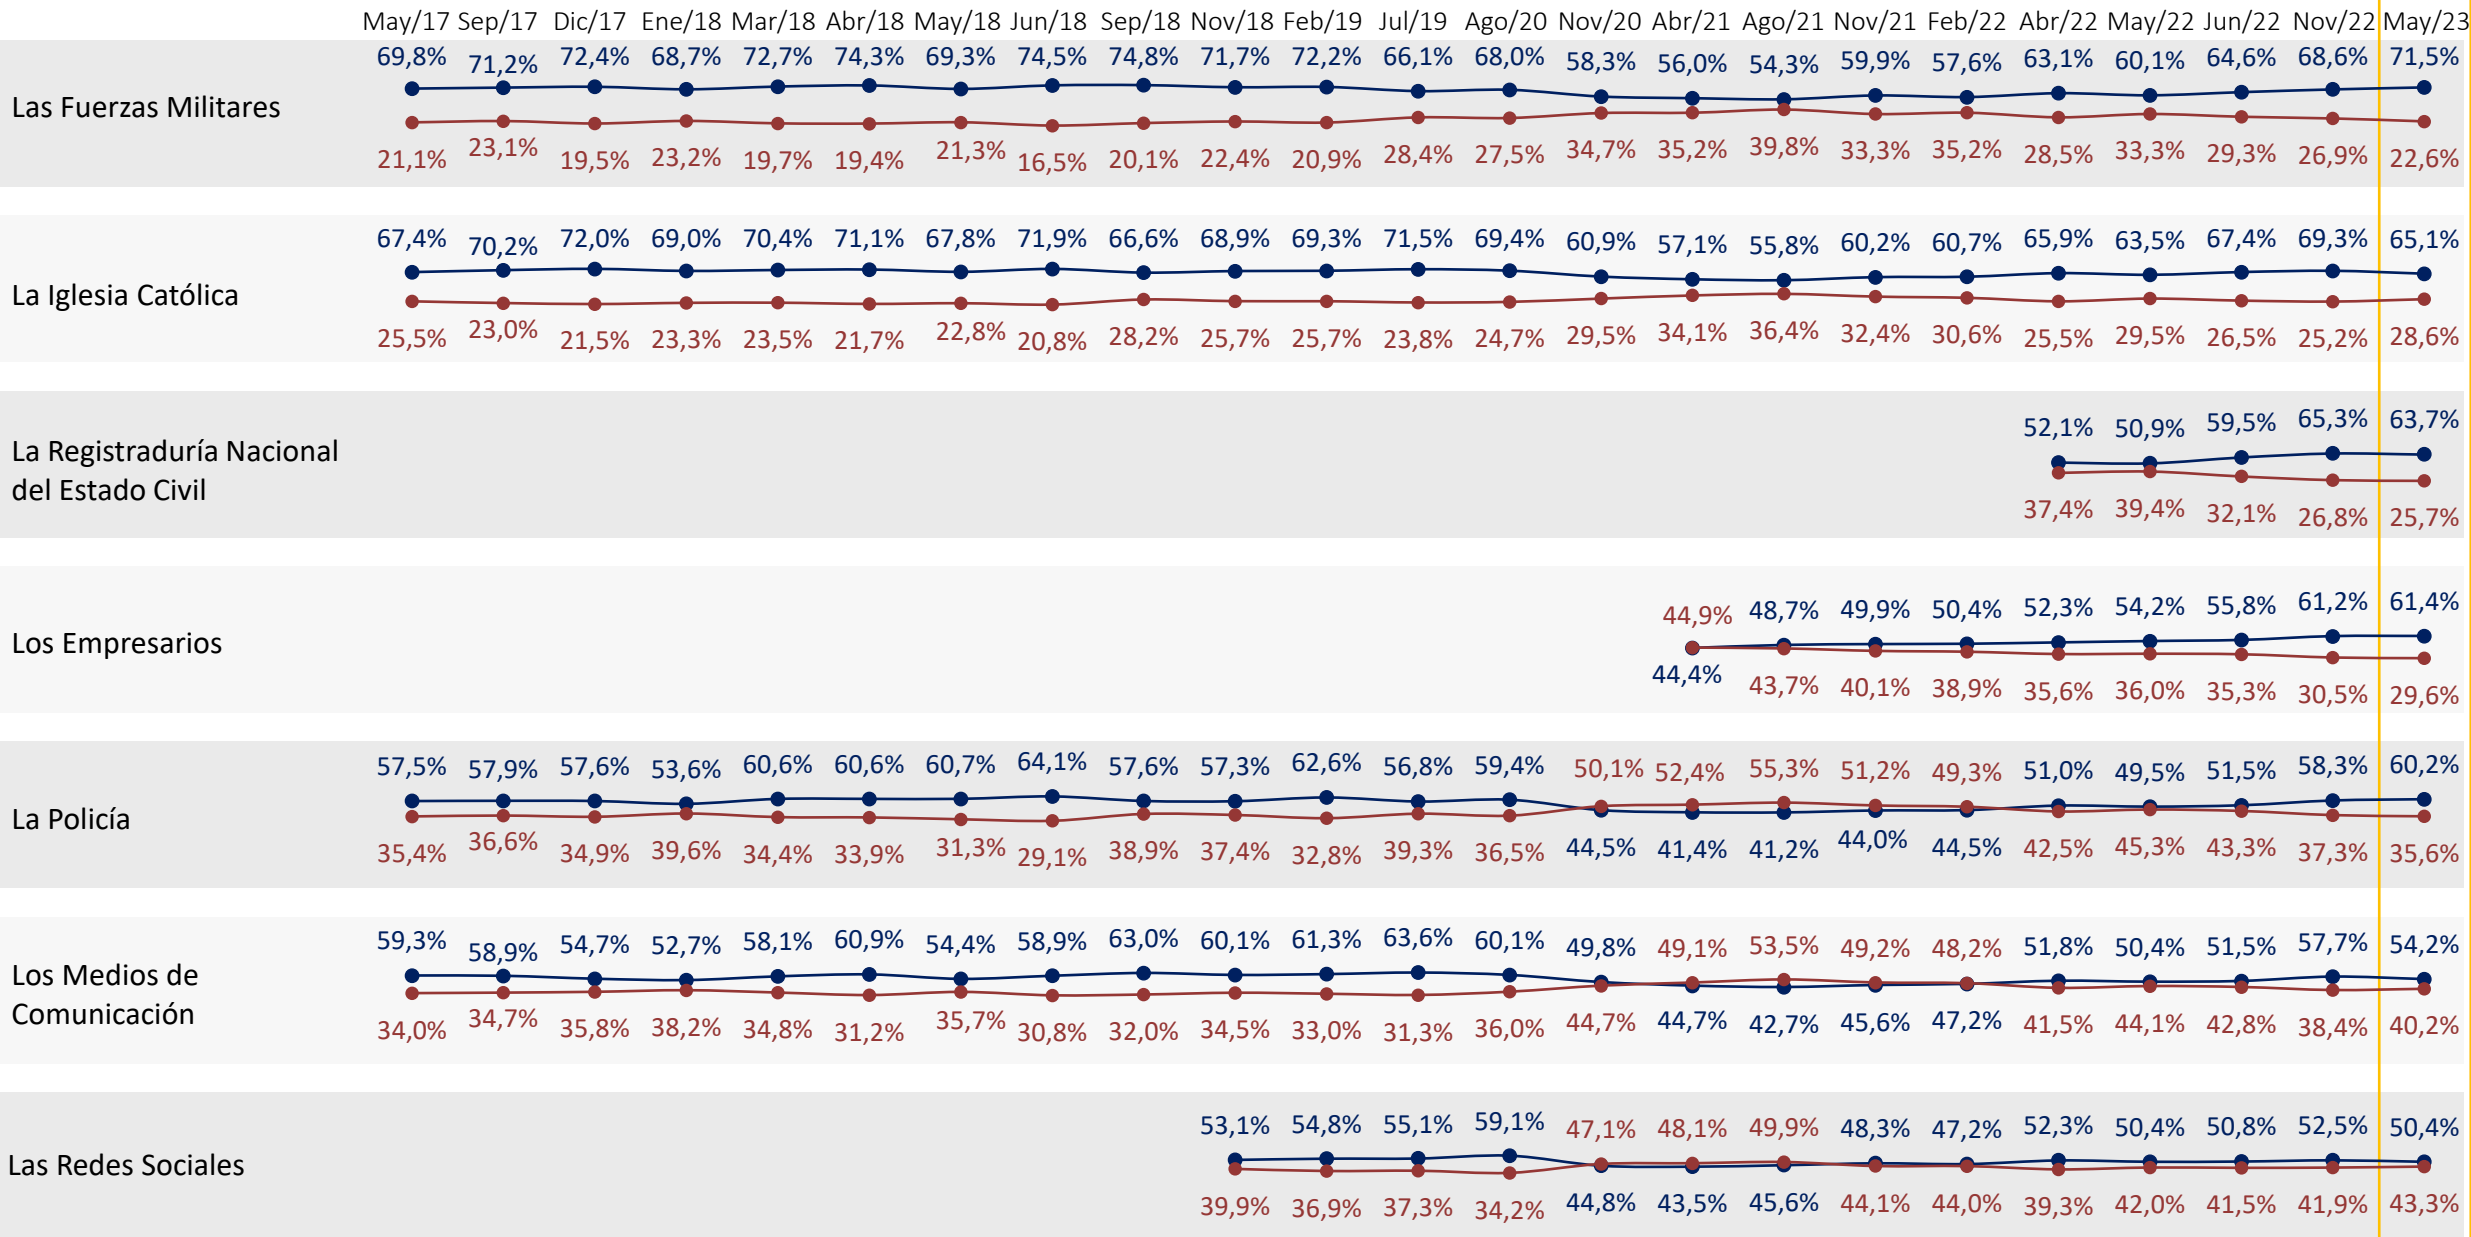 May/17 Sep/17 Dic/17 Ene/18 Mar/18 Abr/18 May/18 Jun/18 Sep/18 Nov/18 Feb/19 Jul/19 Ago/20 Nov/20 Abr/21 Ago/21 Nov/21 Feb/22 Abr/22 May/22 Jun/22 Nov/22 May/23
69,8% 71,2% 72,4% 68,7% 72,7% 74,3% 69,3% 74,5% 74,8% 71,7% 72,2% 66,1% 68,0% 58,3% 56,0% 54,3% 59,9% 57,6% 63,1% 60,1% 64,6% 68,6% 71,5%
Las Fuerzas Militares
21,1% 23,1% 19,5% 23,2% 19,7% 19,4% 21,3% 16,5% 20,1% 22,4% 20,9% 28,4% 27,5% 34,7% 35,2% 39,8% 33,3% 35,2% 28,5% 33,3% 29,3% 26,9% 22,6%
67,4% 70,2% 72,0% 69,0% 70,4% 71,1% 67,8% 71,9% 66,6% 68,9% 69,3% 71,5% 69,4% 60,9% 57,1% 55,8% 60,2% 60,7% 65,9% 63,5% 67,4% 69,3% 65,1%
La Iglesia Católica
25,5% 23,0% 21,5% 23,3% 23,5% 21,7% 22,8% 20,8% 28,2% 25,7% 25,7% 23,8% 24,7% 29,5% 34,1% 36,4% 32,4% 30,6% 25,5% 29,5% 26,5% 25,2% 28,6%
52,1% 50,9% 59,5% 65,3% 63,7%
La Registraduría Nacional
del Estado Civil
37,4% 39,4% 32,1% 26,8% 25,7%
44,9% 48,7% 49,9% 50,4% 52,3% 54,2% 55,8% 61,2% 61,4%
Los Empresarios
44,4% 43,7% 40,1% 38,9% 35,6% 36,0% 35,3% 30,5% 29,6%
57,5% 57,9% 57,6% 53,6% 60,6% 60,6% 60,7% 64,1% 57,6% 57,3% 62,6% 56,8% 59,4% 50,1% 52,4% 55,3% 51,2% 49,3% 51,0% 49,5% 51,5% 58,3% 60,2%
La Policía
35,4% 36,6% 34,9% 39,6% 34,4% 33,9% 31,3% 29,1% 38,9% 37,4% 32,8% 39,3% 36,5% 44,5% 41,4% 41,2% 44,0% 44,5% 42,5% 45,3% 43,3% 37,3% 35,6%
59,3% 58,9% 54,7% 52,7% 58,1% 60,9% 54,4% 58,9% 63,0% 60,1% 61,3% 63,6% 60,1% 49,8% 49,1% 53,5% 49,2% 48,2% 51,8% 50,4% 51,5% 57,7% 54,2%
Los Medios de
Comunicación
34,0% 34,7% 35,8% 38,2% 34,8% 31,2% 35,7% 30,8% 32,0% 34,5% 33,0% 31,3% 36,0% 44,7% 44,7% 42,7% 45,6% 47,2% 41,5% 44,1% 42,8% 38,4% 40,2%
53,1% 54,8% 55,1% 59,1% 47,1% 48,1% 49,9% 48,3% 47,2% 52,3% 50,4% 50,8% 52,5% 50,4%
Las Redes Sociales
39,9% 36,9% 37,3% 34,2% 44,8% 43,5% 45,6% 44,1% 44,0% 39,3% 42,0% 41,5% 41,9% 43,3%